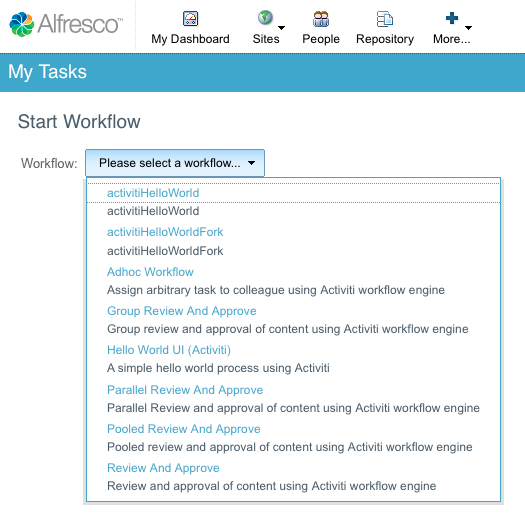 Alfresco™
My Dashboard Sites People Repository More...
My Tasks
Start Workflow
Workflow: Please select a workflow...
activitiHelloWorld
activitiHelloWorld
activitiHelloWorldFork
activitiHelloWorldFork
Adhoc Workflow
Assign arbitrary task to colleague using Activiti workflow engine
Group Review And Approve
Group review and approval of content using Activiti workflow engine
Hello World UI (Activiti)
A simple hello world process using Activiti
Parallel Review And Approve
Parallel Review and approval of content using Activiti workflow engine
Pooled Review And Approve
Pooled review and approval of content using Activiti workflow engine
Review And Approve
Review and approval of content using Activiti workflow engine